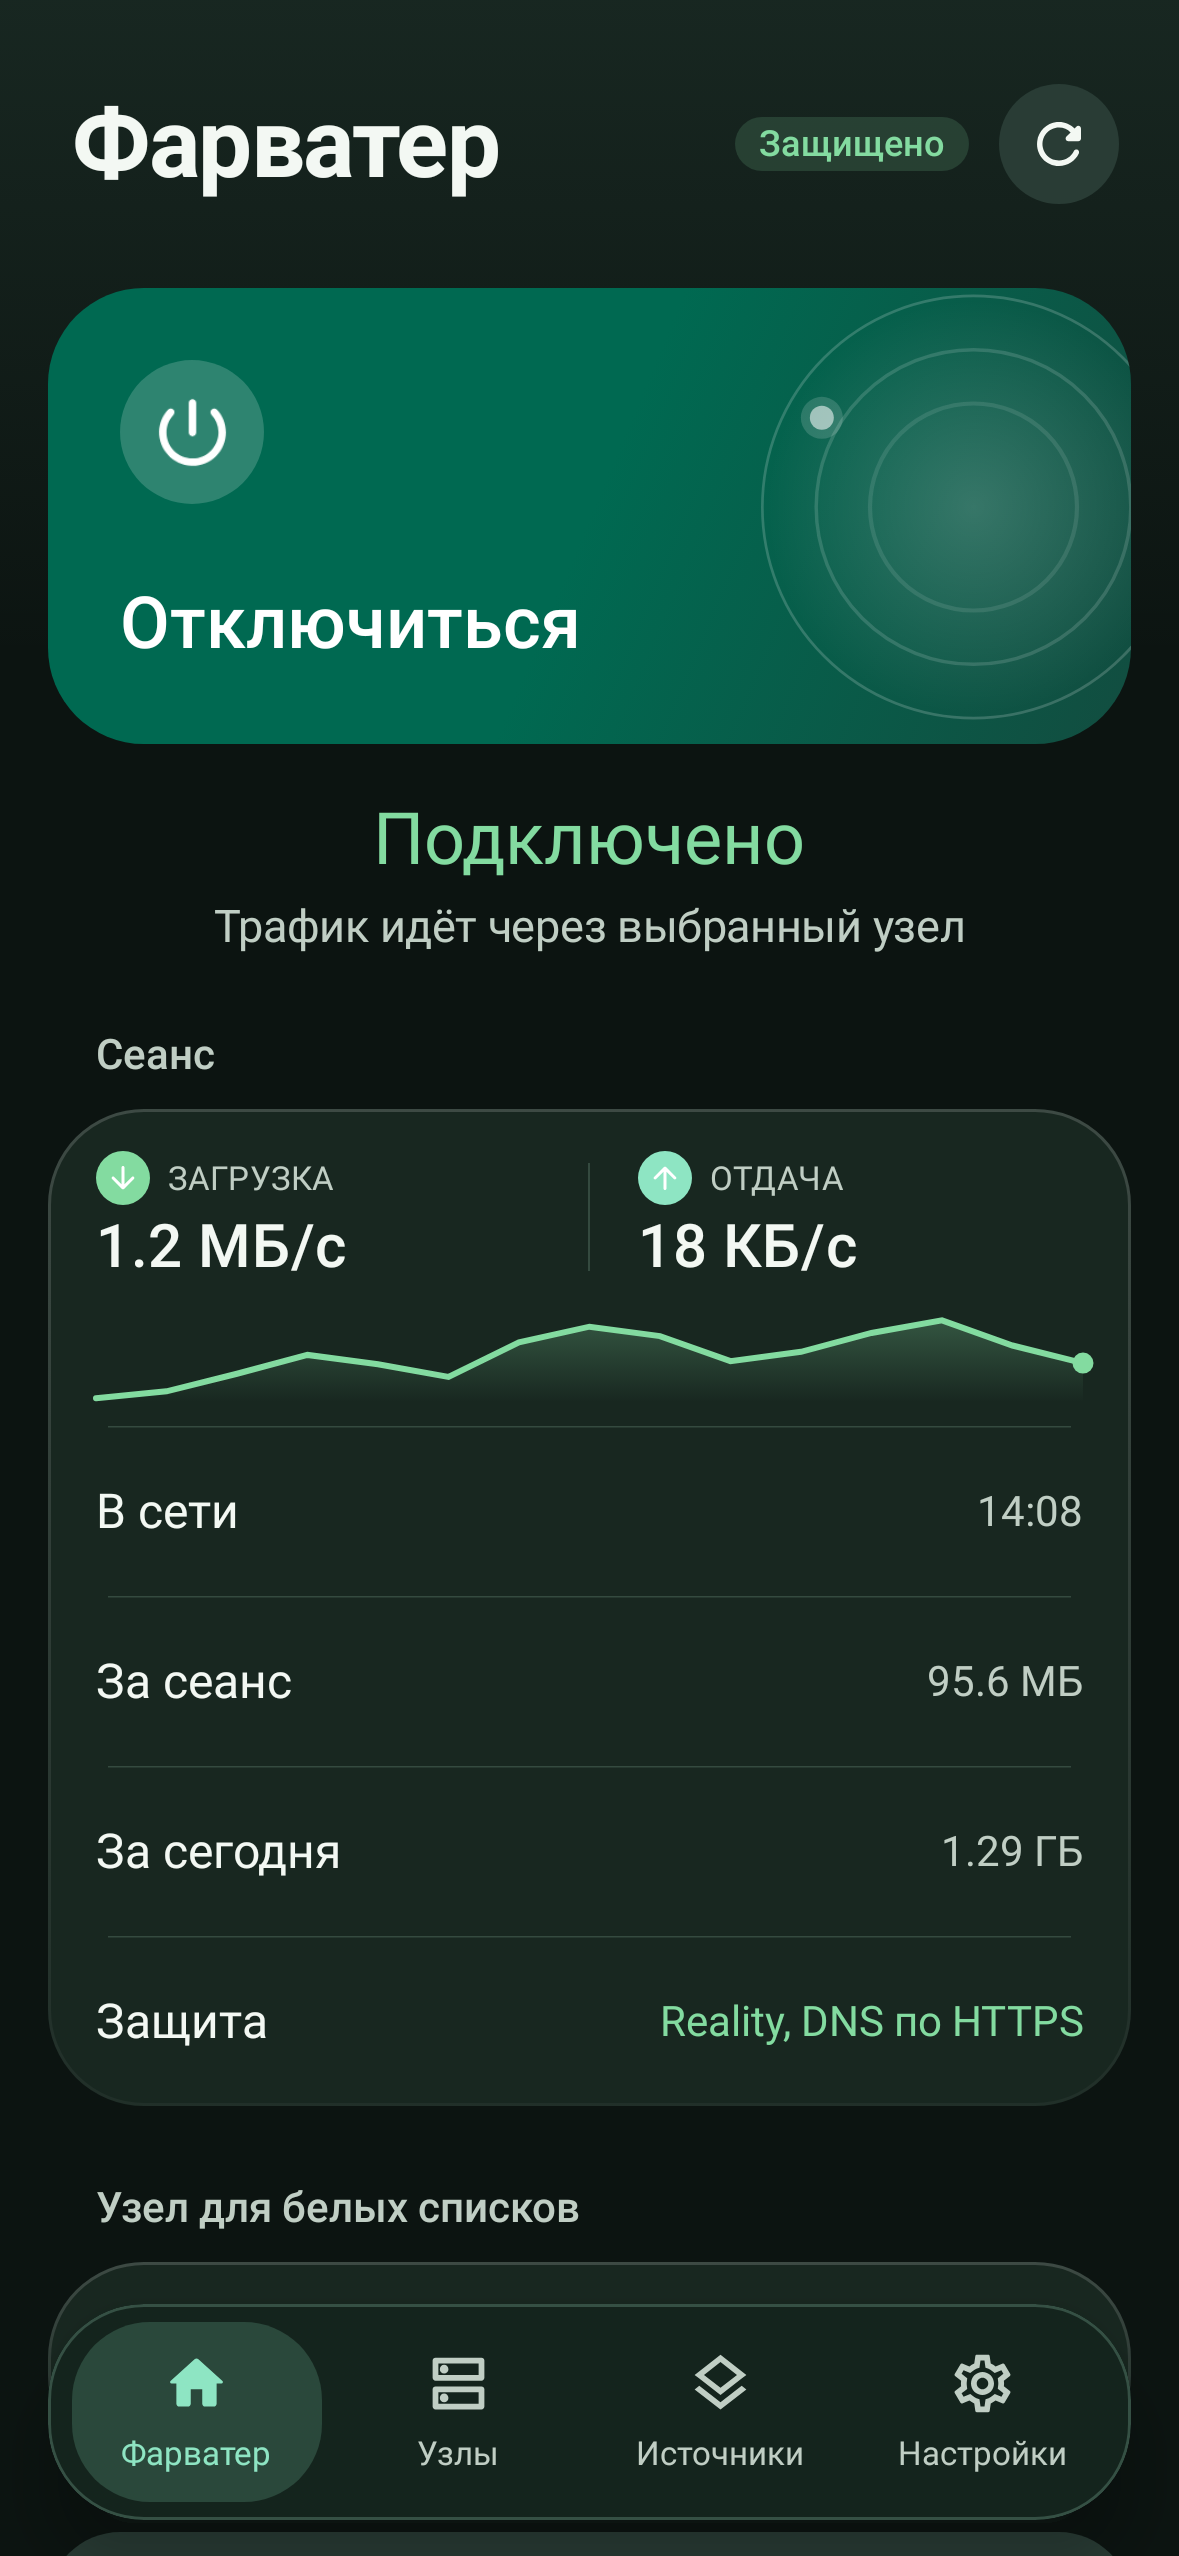 Фарватер
Защищено
Отключиться
Подключено
Трафик идёт через выбранный узел
Сеанс
ЗАГРУЗКА
1.2 МБ/с
ОТДАЧА
18 КБ/с
В сети
14:08
За сеанс
95.6 МБ
За сегодня
1.29 ГБ
Защита
Reality, DNS по HTTPS
Узел для белых списков
Фарватер
Узлы
Источники
Настройки